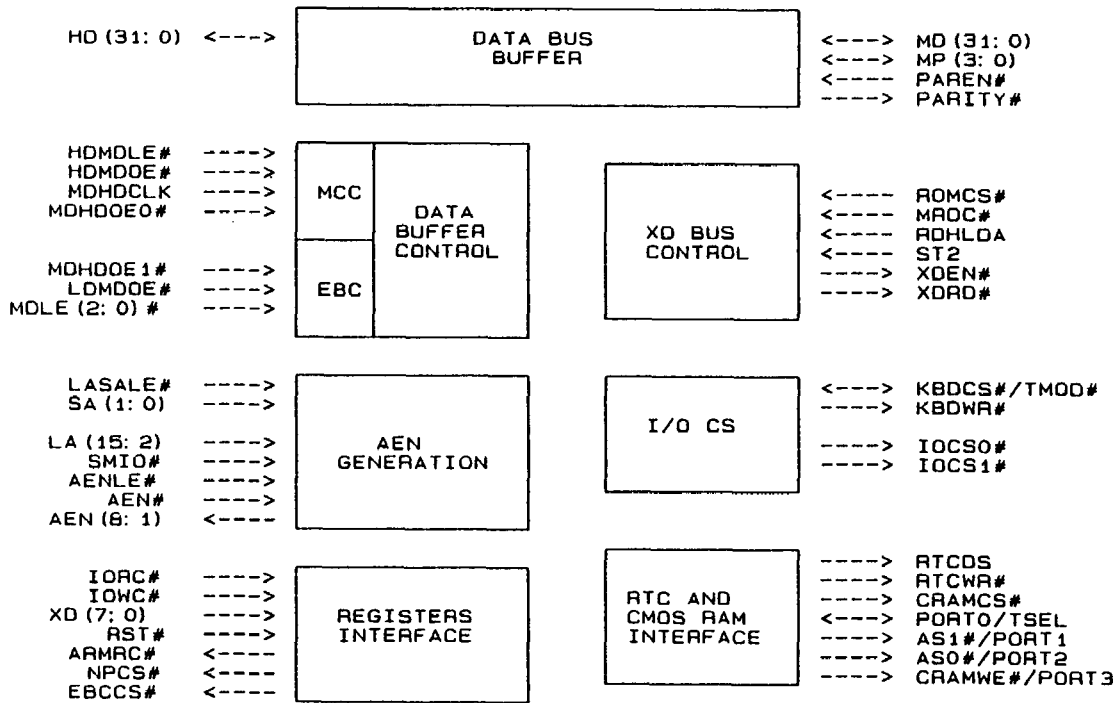 HD (31: 0) <---> DATA BUS BUFFER <---> MD (31: 0)
<---> MP (3: 0)
<---- PAREN#
----> PARITY#
HDMDLE# ---->
HDMDOE# ---->
MDHDCLK ---->
MDHDOE0# ---->
MCC
MDHDOE1# ---->
LDMDOE# ---->
MDLE (2: 0) # ---->
EBC
DATA
BUFFER
CONTROL
XD BUS
CONTROL
<---- ROMCS#
<---- MRDC#
<---- RDHLDA
<---- ST2
----> XDEN#
----> XDRD#
LASALE# ---->
SA (1: 0) ---->
LA (15: 2) ---->
SMIO# ---->
AENLE# ---->
AEN# ---->
AEN (8: 1) <----
AEN
GENERATION
I/O CS
<---> KBDCS#/TMOD#
----> KBDWR#
----> IOCS0#
----> IOCS1#
IORC# ---->
IOWC# ---->
XD (7: 0) <--->
RST# ---->
ARMRC# <----
NPCS# <----
EBCCS# <----
REGISTERS
INTERFACE
RTC AND
CMOS RAM
INTERFACE
----> RTCDS
----> RTCWR#
----> CRAMCS#
<---> PORT0/TSEL
----> AS1#/PORT1
----> AS0#/PORT2
----> CRAMWE#/PORT3